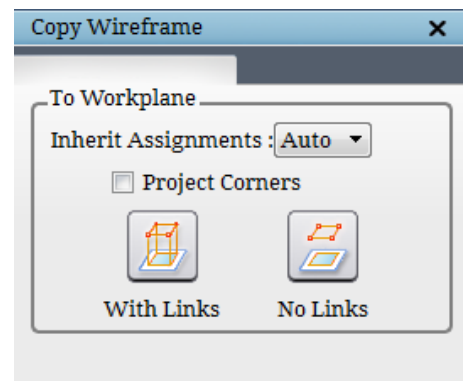 Copy Wireframe
To Workplane
Inherit Assignments : Auto
Project Corners
With Links No Links